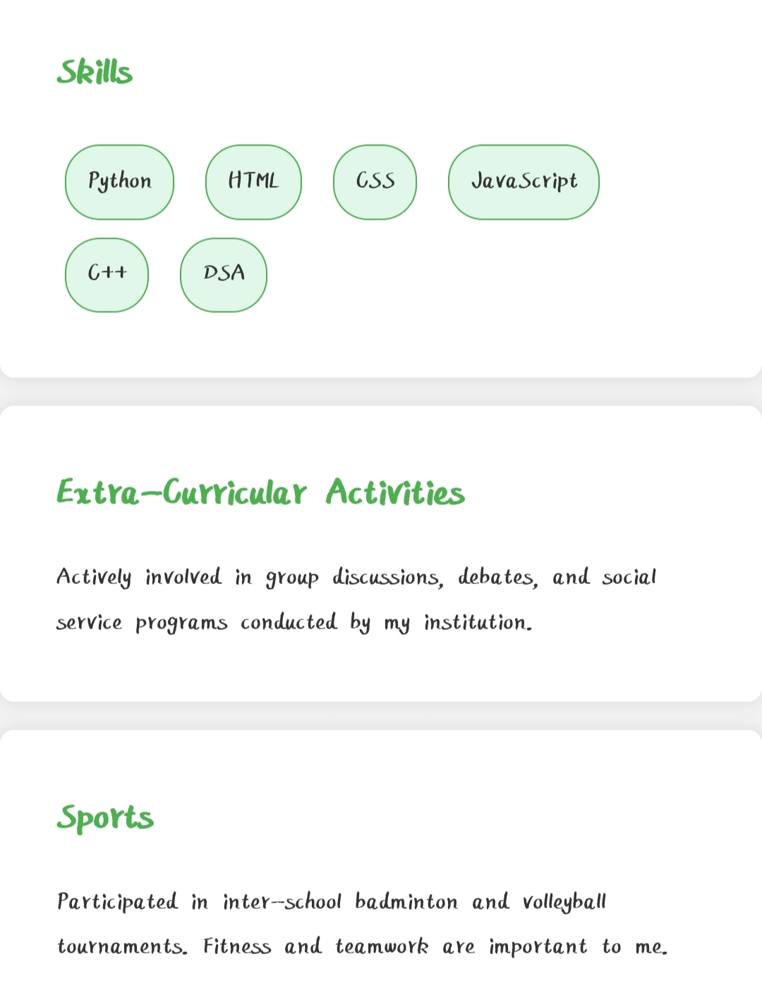 Skills
Python HTML CSS JavaScript
C++ DSA
Extra-Curricular Activities
Actively involved in group discussions, debates, and social
service programs conducted by my institution.
Sports
Participated in inter-school badminton and volleyball
tournaments. Fitness and teamwork are important to me.